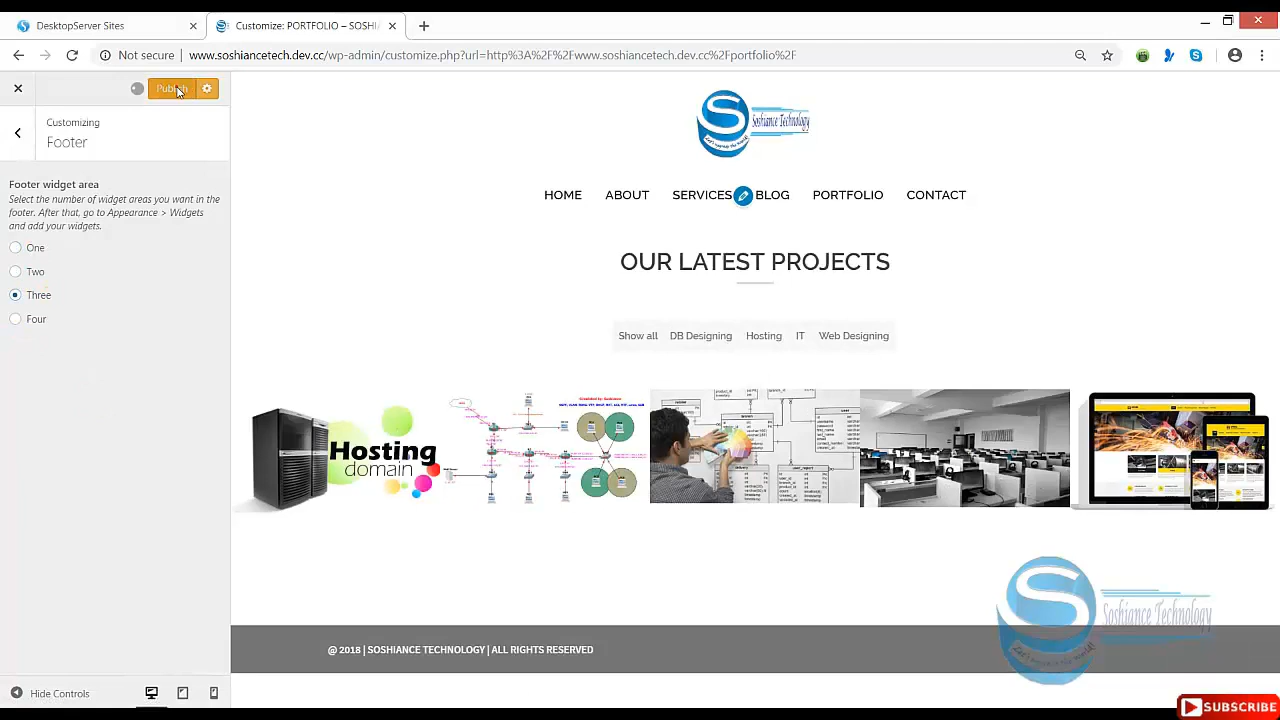 DesktopServer Sites
Customize: PORTFOLIO – SOSHI
Not secure
www.soshiancetech.dev.cc/wp-admin/customize.php?url=http%3A%2F%2Fwww.soshiancetech.dev.cc%2Fportfolio%2F
Publish
Customizing
Footer
Footer widget area
Select the number of widget areas you want in the
footer. After that, go to Appearance > Widgets
and add your widgets.
One
Two
Three
Four
Hide Controls
S
Soshiance Technology
HOME
ABOUT
SERVICES
BLOG
PORTFOLIO
CONTACT
OUR LATEST PROJECTS
Show all
DB Designing
Hosting
IT
Web Designing
Hosting
domain
@ 2018 | SOSHIANCE TECHNOLOGY | ALL RIGHTS RESERVED
S
Soshiance Technology
SUBSCRIBE